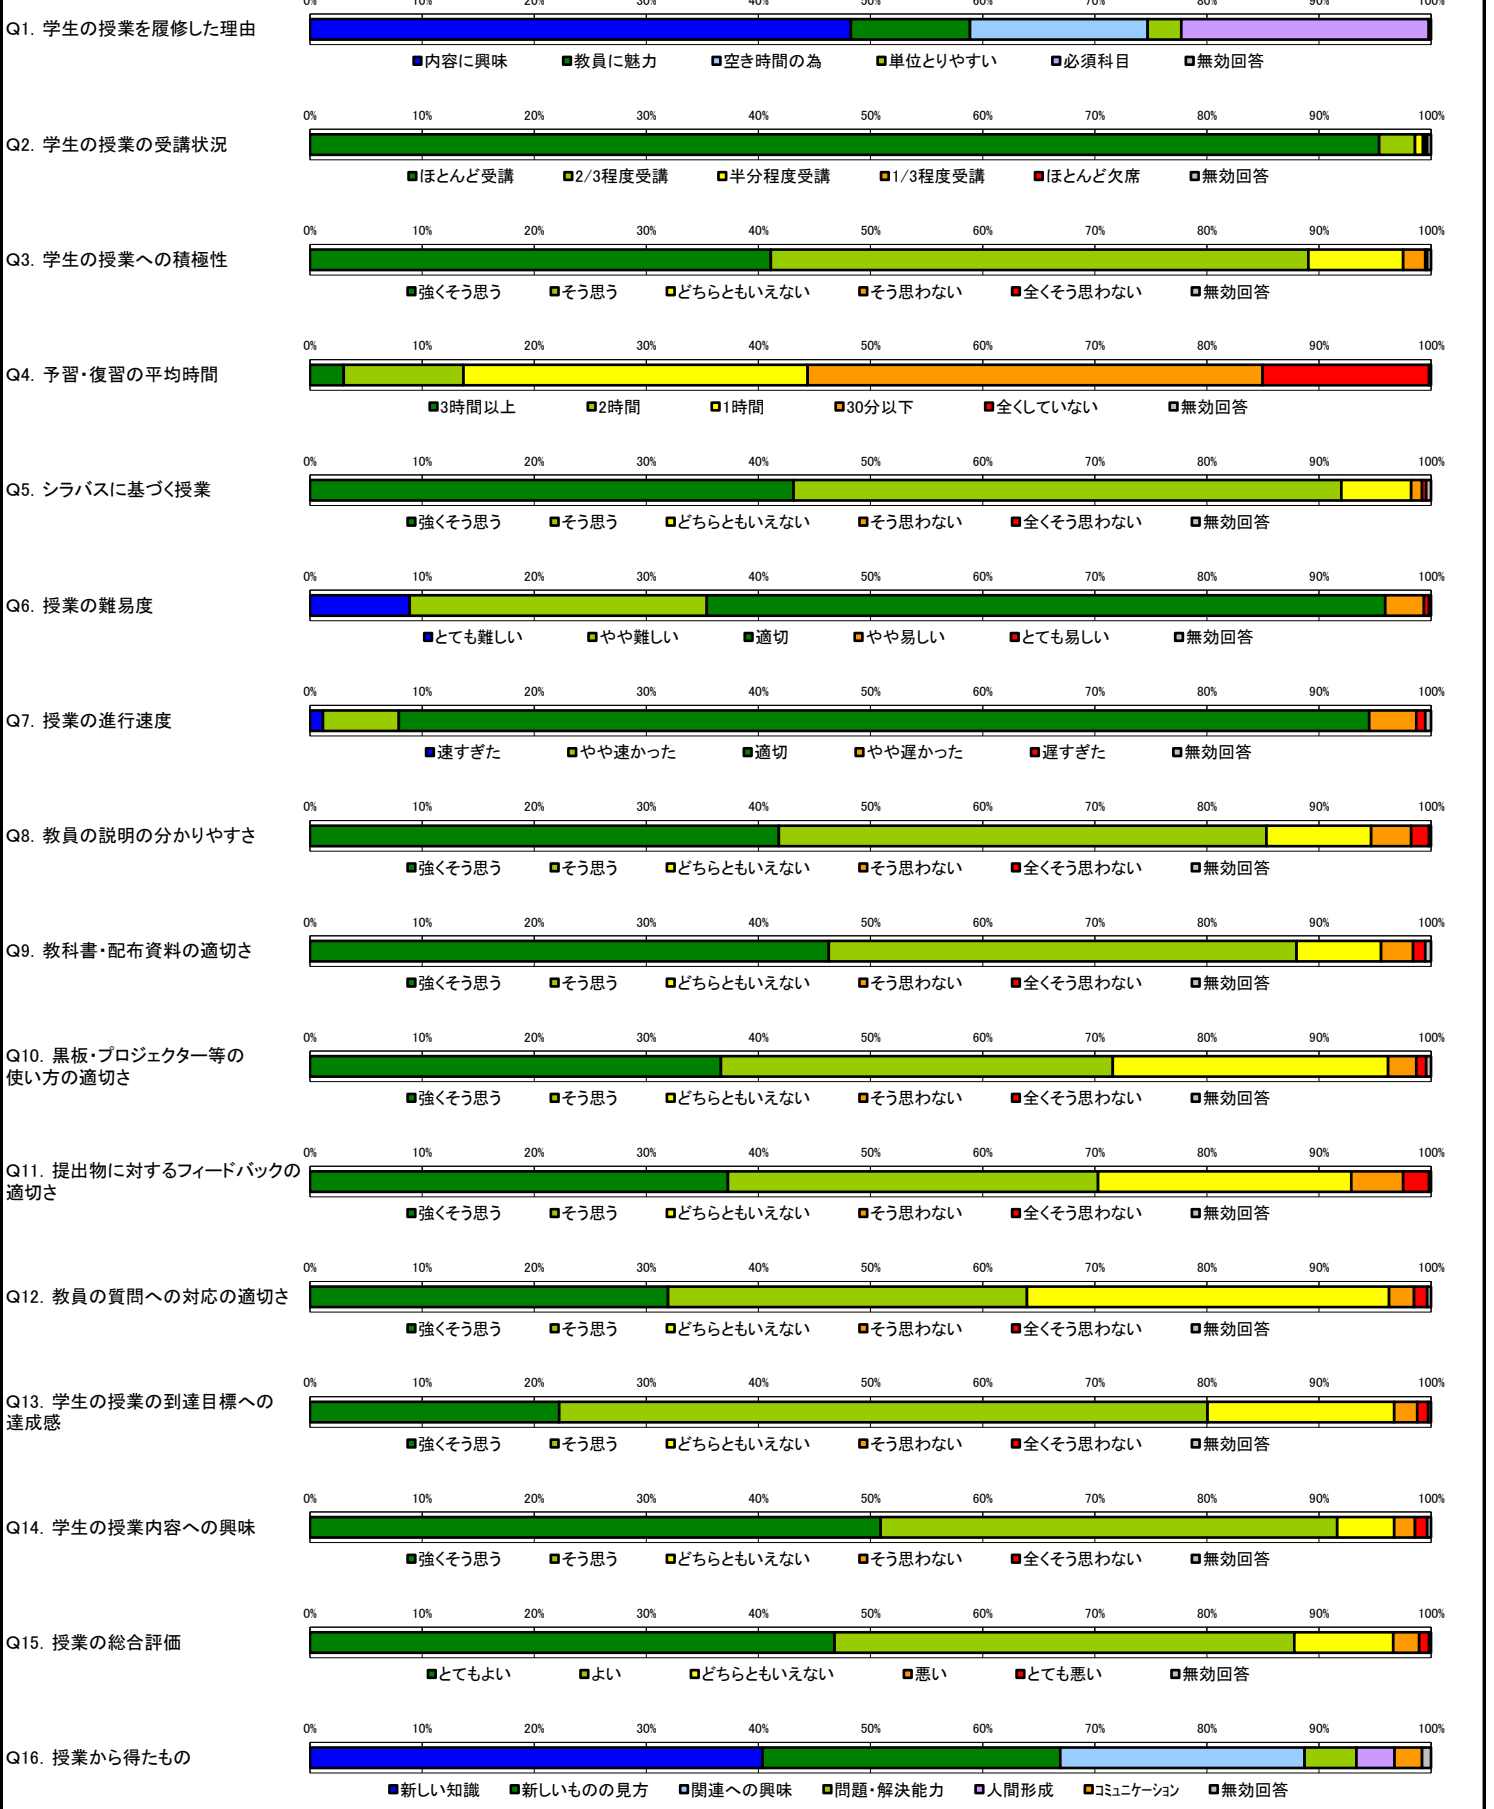 0% 10% 20% 30% 40% 50% 60% 70% 80% 90% 100%
Q1. 学生の授業を履修した理由
内容に興味 教員に魅力 空き時間の為 単位とりやすい 必須科目 無効回答
0% 10% 20% 30% 40% 50% 60% 70% 80% 90% 100%
Q2. 学生の授業の受講状況
ほとんど受講 2/3程度受講 半分程度受講 1/3程度受講 ほとんど欠席 無効回答
0% 10% 20% 30% 40% 50% 60% 70% 80% 90% 100%
Q3. 学生の授業への積極性
強くそう思う そう思う どちらともいえない そう思わない 全くそう思わない 無効回答
0% 10% 20% 30% 40% 50% 60% 70% 80% 90% 100%
Q4. 予習・復習の平均時間
3時間以上 2時間 1時間 30分以下 全くしていない 無効回答
0% 10% 20% 30% 40% 50% 60% 70% 80% 90% 100%
Q5. シラバスに基づく授業
強くそう思う そう思う どちらともいえない そう思わない 全くそう思わない 無効回答
0% 10% 20% 30% 40% 50% 60% 70% 80% 90% 100%
Q6. 授業の難易度
とても難しい やや難しい 適切 やや易しい とても易しい 無効回答
0% 10% 20% 30% 40% 50% 60% 70% 80% 90% 100%
Q7. 授業の進行速度
速すぎた やや速かった 適切 やや遅かった 遅すぎた 無効回答
0% 10% 20% 30% 40% 50% 60% 70% 80% 90% 100%
Q8. 教員の説明の分かりやすさ
強くそう思う そう思う どちらともいえない そう思わない 全くそう思わない 無効回答
0% 10% 20% 30% 40% 50% 60% 70% 80% 90% 100%
Q9. 教科書・配布資料の適切さ
強くそう思う そう思う どちらともいえない そう思わない 全くそう思わない 無効回答
0% 10% 20% 30% 40% 50% 60% 70% 80% 90% 100%
Q10. 黒板・プロジェクター等の
使い方の適切さ
強くそう思う そう思う どちらともいえない そう思わない 全くそう思わない 無効回答
0% 10% 20% 30% 40% 50% 60% 70% 80% 90% 100%
Q11. 提出物に対するフィードバックの
適切さ
強くそう思う そう思う どちらともいえない そう思わない 全くそう思わない 無効回答
0% 10% 20% 30% 40% 50% 60% 70% 80% 90% 100%
Q12. 教員の質問への対応の適切さ
強くそう思う そう思う どちらともいえない そう思わない 全くそう思わない 無効回答
0% 10% 20% 30% 40% 50% 60% 70% 80% 90% 100%
Q13. 学生の授業の到達目標への
達成感
強くそう思う そう思う どちらともいえない そう思わない 全くそう思わない 無効回答
0% 10% 20% 30% 40% 50% 60% 70% 80% 90% 100%
Q14. 学生の授業内容への興味
強くそう思う そう思う どちらともいえない そう思わない 全くそう思わない 無効回答
0% 10% 20% 30% 40% 50% 60% 70% 80% 90% 100%
Q15. 授業の総合評価
とてもよい よい どちらともいえない 悪い とても悪い 無効回答
0% 10% 20% 30% 40% 50% 60% 70% 80% 90% 100%
Q16. 授業から得たもの
新しい知識 新しいものの見方 関連への興味 問題・解決能力 人間形成 ｺﾐｭﾆｹｰｼｮﾝ 無効回答